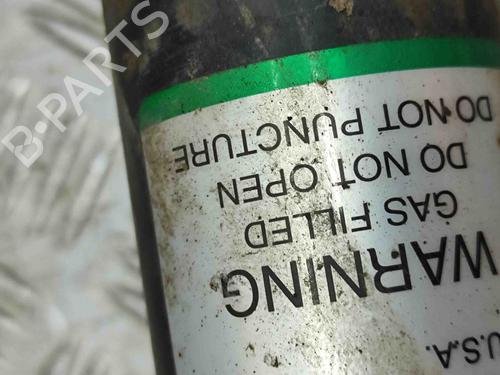 U.S.A.
WARNING
GAS FILLED
DO NOT OPEN
DO NOT PUNCTURE
B-PARTS